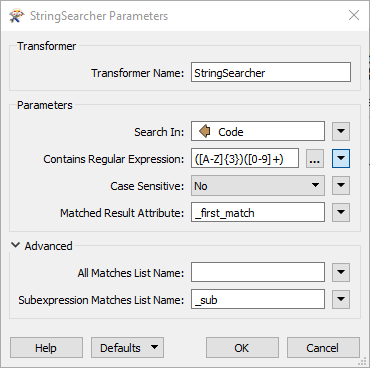 StringSearcher Parameters
Transformer
Transformer Name: StringSearcher
Parameters
Search In: Code
Contains Regular Expression: ([A-Z]{3})([0-9]+) ...
Case Sensitive: No
Matched Result Attribute: _first_match
Advanced
All Matches List Name:
Subexpression Matches List Name: _sub
Help Defaults OK Cancel